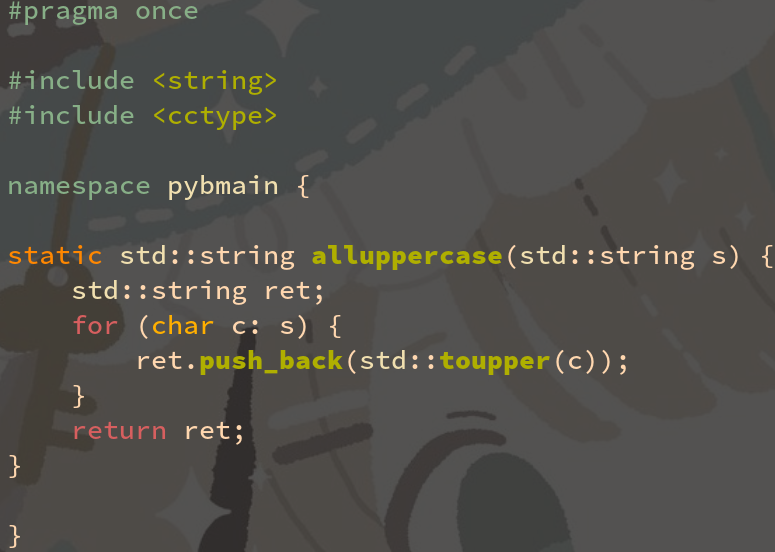 #pragma once
#include <string>
#include <cctype>
namespace pybmain {
static std::string alluppercase(std::string s) {
    std::string ret;
    for (char c: s) {
        ret.push_back(std::toupper(c));
    }
    return ret;
}
}